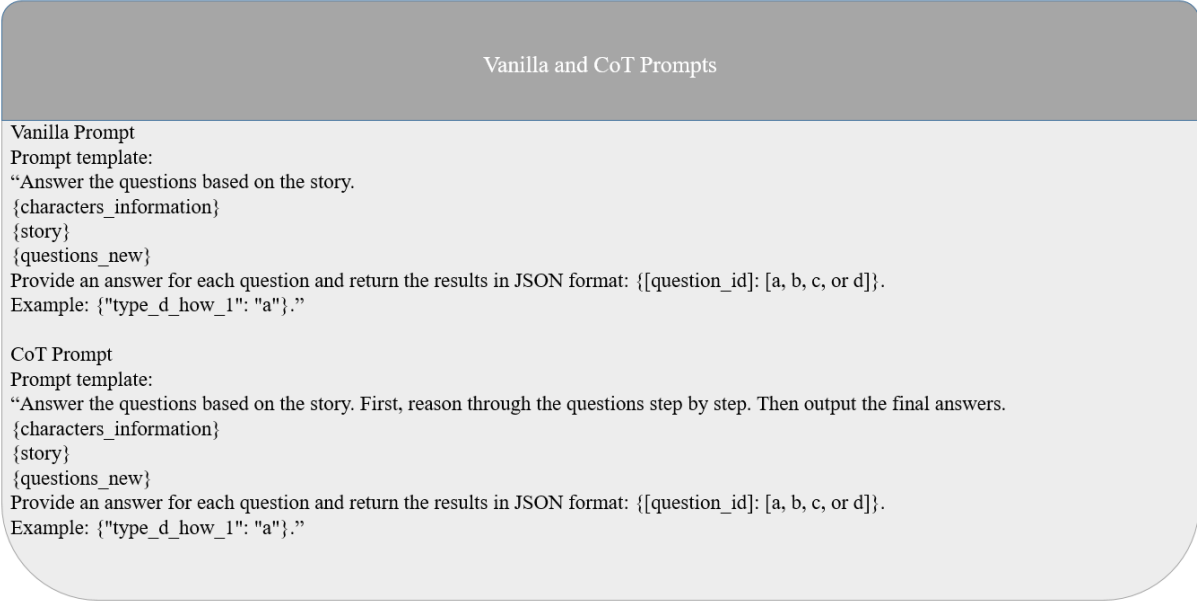 Vanilla and CoT Prompts
Vanilla Prompt
Prompt template:
“Answer the questions based on the story.
{characters_information}
{story}
{questions_new}
Provide an answer for each question and return the results in JSON format: {[question_id]: [a, b, c, or d]}.
Example: {"type_d_how_1": "a"}.”
CoT Prompt
Prompt template:
“Answer the questions based on the story. First, reason through the questions step by step. Then output the final answers.
{characters_information}
{story}
{questions_new}
Provide an answer for each question and return the results in JSON format: {[question_id]: [a, b, c, or d]}.
Example: {"type_d_how_1": "a"}.”